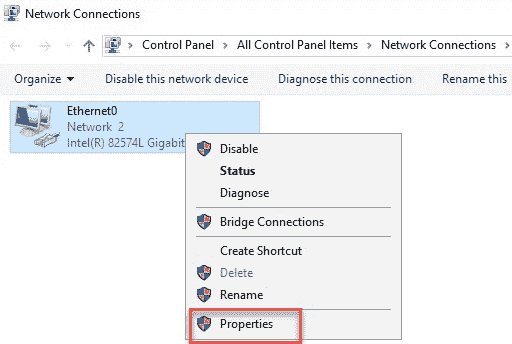 Network Connections
Control Panel > All Control Panel Items > Network Connections >
Organize Disable this network device Diagnose this connection Rename this
Ethernet0
Network 2
Intel(R) 82574L Gigabit
Disable
Status
Diagnose
Bridge Connections
Create Shortcut
Delete
Rename
Properties